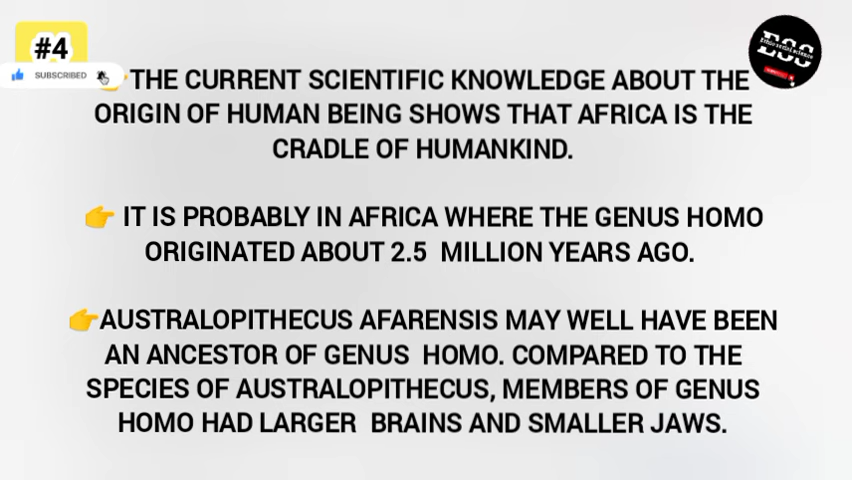 #4
SUBSCRIBED
THE CURRENT SCIENTIFIC KNOWLEDGE ABOUT THE
ORIGIN OF HUMAN BEING SHOWS THAT AFRICA IS THE
CRADLE OF HUMANKIND.
👉 IT IS PROBABLY IN AFRICA WHERE THE GENUS HOMO
ORIGINATED ABOUT 2.5 MILLION YEARS AGO.
👉AUSTRALOPITHECUS AFARENSIS MAY WELL HAVE BEEN
AN ANCESTOR OF GENUS HOMO. COMPARED TO THE
SPECIES OF AUSTRALOPITHECUS, MEMBERS OF GENUS
HOMO HAD LARGER BRAINS AND SMALLER JAWS.
ESS